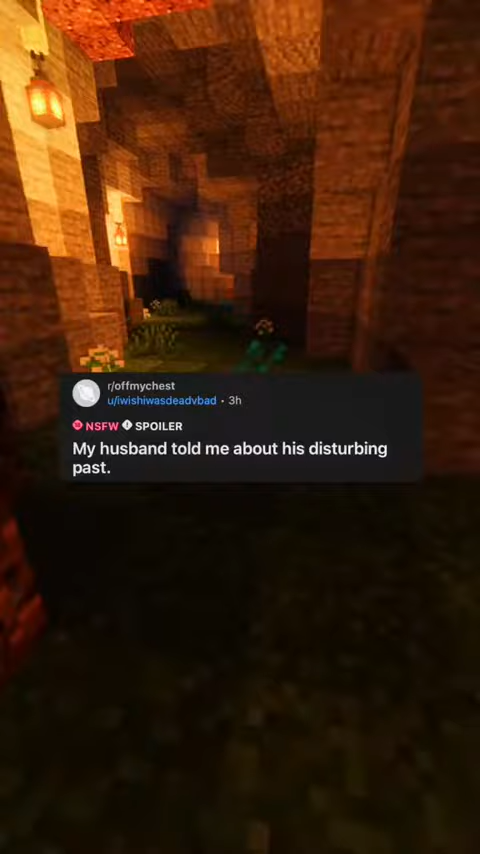 r/offmychest
u/iwishiwasdeadvbad · 3h
NSFW SPOILER
My husband told me about his disturbing
past.